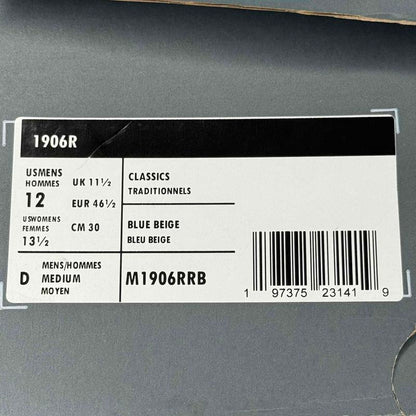 1906R
USMENS
HOMMES
12
USWOMENS
FEMMES
13½
UK 11½
EUR 46½
CM 30
CLASSICS
TRADITIONNELS
BLUE BEIGE
BLEU BEIGE
D
MENS/HOMMES
MEDIUM
MOYEN
M1906RRB
1 97375 23141 9